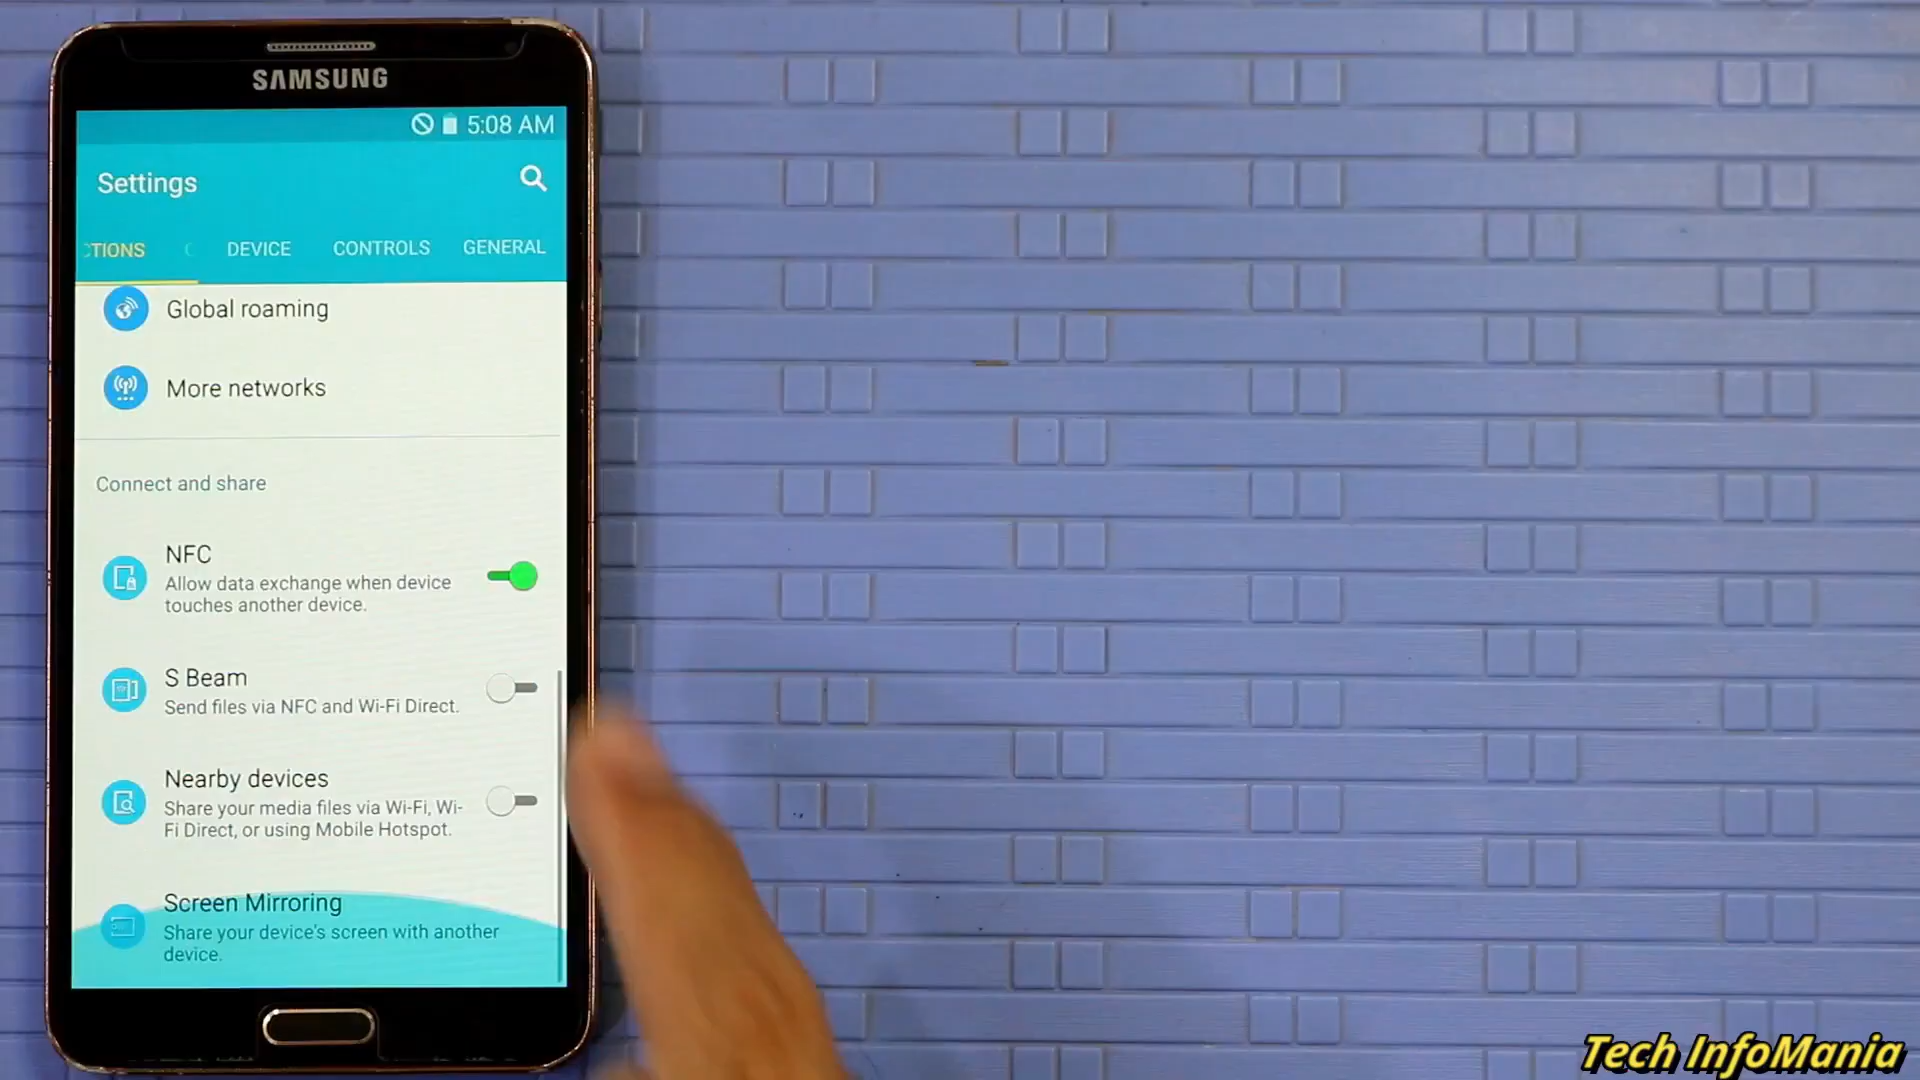 SAMSUNG
5:08 AM
Settings
CTIONS DEVICE CONTROLS GENERAL
Global roaming
More networks
Connect and share
NFC
Allow data exchange when device
touches another device.
S Beam
Send files via NFC and Wi-Fi Direct.
Nearby devices
Share your media files via Wi-Fi, Wi-
Fi Direct, or using Mobile Hotspot.
Screen Mirroring
Share your device's screen with another
device.
Tech InfoMania